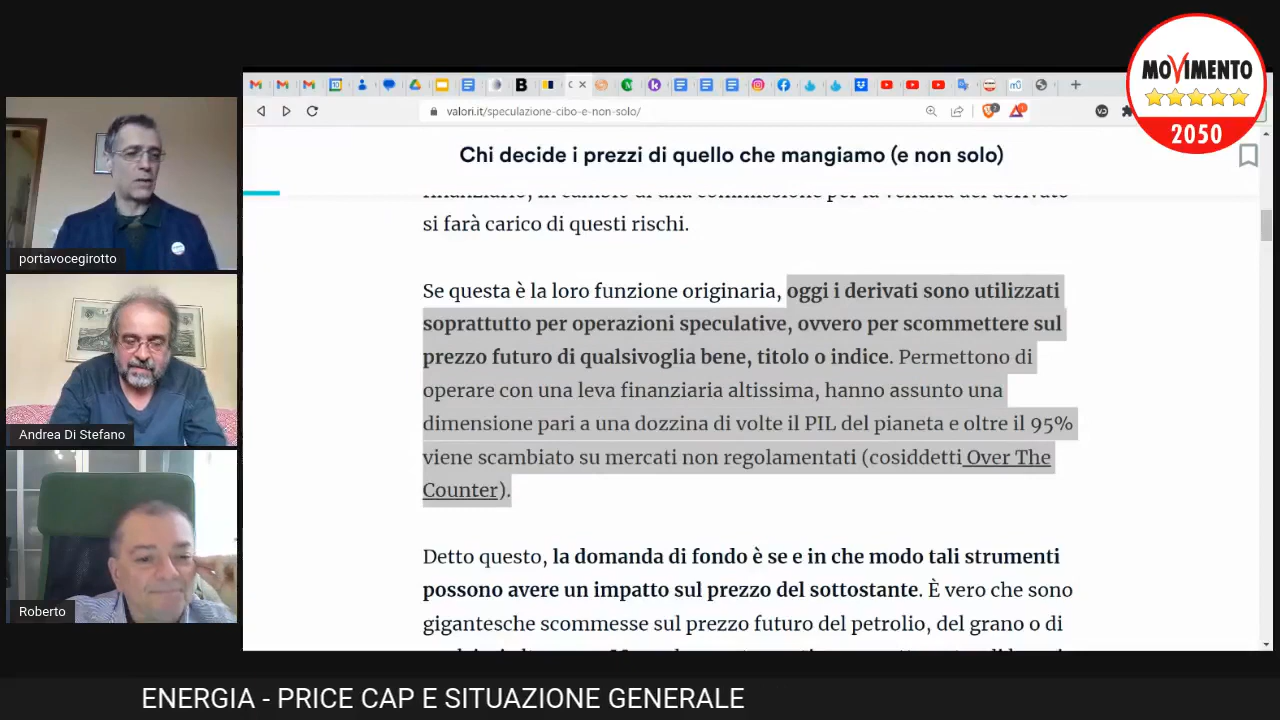 MOVIMENTO
2050
valori.it/speculazione-cibo-e-non-solo/
Chi decide i prezzi di quello che mangiamo (e non solo)
si farà carico di questi rischi.
Se questa è la loro funzione originaria, oggi i derivati sono utilizzati
soprattutto per operazioni speculative, ovvero per scommettere sul
prezzo futuro di qualsivoglia bene, titolo o indice. Permettono di
operare con una leva finanziaria altissima, hanno assunto una
dimensione pari a una dozzina di volte il PIL del pianeta e oltre il 95%
viene scambiato su mercati non regolamentati (cosiddetti Over The
Counter).
Detto questo, la domanda di fondo è se e in che modo tali strumenti
possono avere un impatto sul prezzo del sottostante. È vero che sono
gigantesche scommesse sul prezzo futuro del petrolio, del grano o di
portavocegirotto
Andrea Di Stefano
Roberto
ENERGIA - PRICE CAP E SITUAZIONE GENERALE